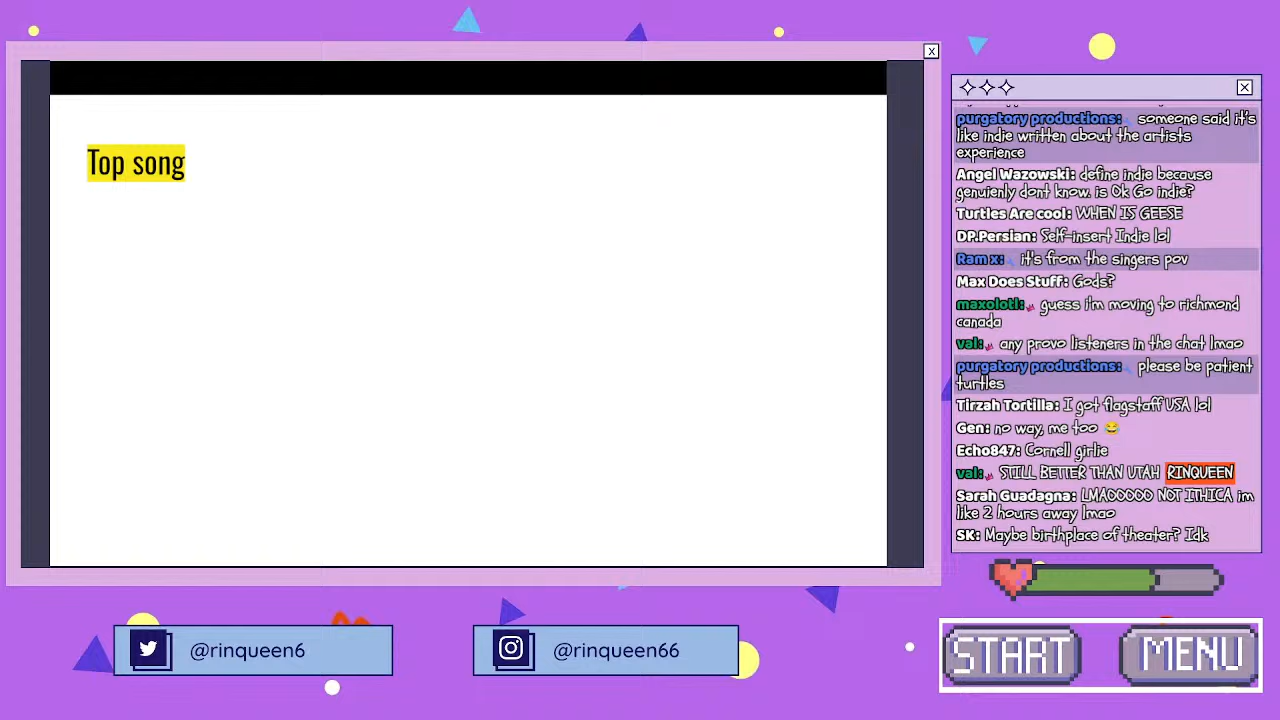 X
Top song
purgatory productions: someone said it's
like indie written about the artists
experience
Angel Wazowski: define indie because
genuienly dont know. is Ok Go indie?
Turtles Are cool: WHEN IS GEESE
DP.Persian: Self-insert Indie lol
Ram x: it's from the singers pov
Max Does Stuff: Gods?
maxolotl: guess i'm moving to richmond
canada
val: any provo listeners in the chat lmao
purgatory productions: please be patient
turtles
Tirzah Tortilla: I got flagstaff USA lol
Gen: no way, me too 😂
Echo847: Cornell girlie
val: STILL BETTER THAN UTAH RINQUEEN
Sarah Guadagna: LMAOOOOO NOT ITHICA im
like 2 hours away lmao
SK: Maybe birthplace of theater? Idk
@rinqueen6
@rinqueen66
START
MENU